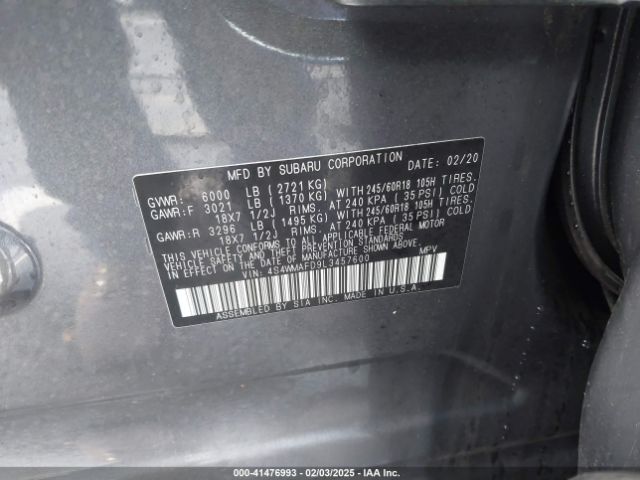 MFD BY SUBARU CORPORATION DATE: 02/20
GVWR: 6000 LB ( 2721 KG)
GAWR:F 3021 LB ( 1370 KG) WITH 245/60R18 105H TIRES.
18X7 1/2J RIMS. AT 240 KPA ( 35 PSI) COLD
GAWR:R 3296 LB ( 1495 KG) WITH 245/60R18 105H TIRES.
18X7 1/2J RIMS. AT 240 KPA ( 35 PSI) COLD
THIS VEHICLE CONFORMS TO ALL APPLICABLE FEDERAL MOTOR
VEHICLE SAFETY AND THEFT PREVENTION STANDARDS
IN EFFECT ON THE DATE OF MANUFACTURE SHOWN ABOVE.
VIN: 4S4WMAFD9L3457600 MPV
ASSEMBLED BY SIA INC. MADE IN U.S.A.
000-41476993 - 02/03/2025 - IAA Inc.